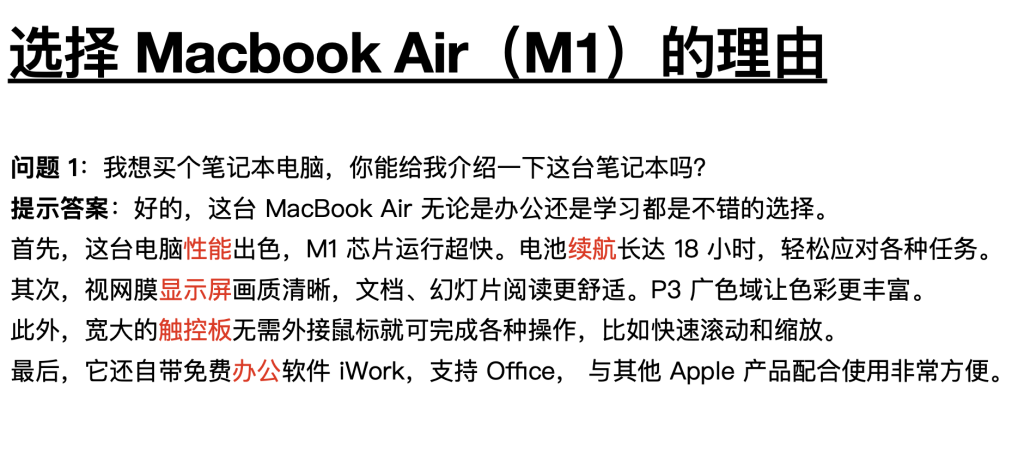 选择 Macbook Air（M1）的理由
问题 1：我想买个笔记本电脑，你能给我介绍一下这台笔记本吗？
提示答案：好的，这台 MacBook Air 无论是办公还是学习都是不错的选择。
首先，这台电脑性能出色，M1 芯片运行超快。电池续航长达 18 小时，轻松应对各种任务。
其次，视网膜显示屏画质清晰，文档、幻灯片阅读更舒适。P3 广色域让色彩更丰富。
此外，宽大的触控板无需外接鼠标就可完成各种操作，比如快速滚动和缩放。
最后，它还自带免费办公软件 iWork，支持 Office， 与其他 Apple 产品配合使用非常方便。